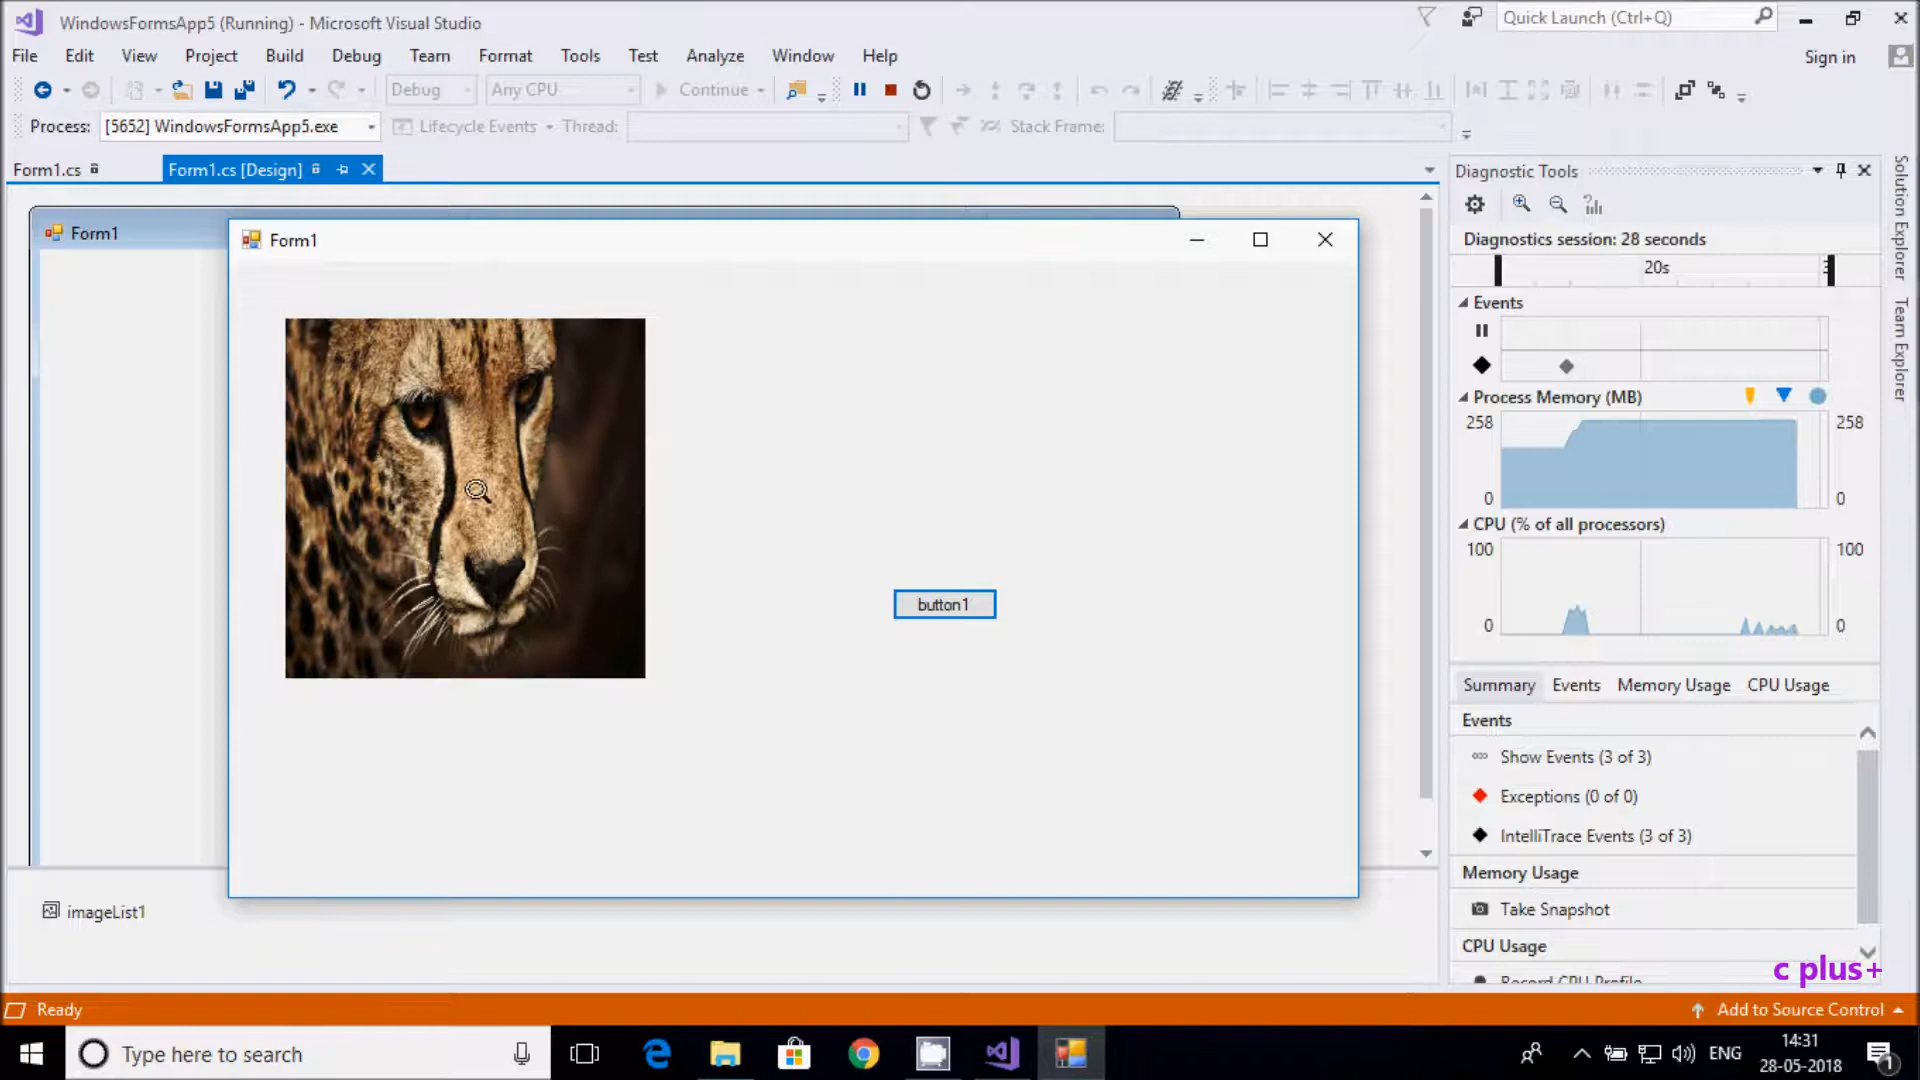 WindowsFormsApp5 (Running) - Microsoft Visual Studio
Quick Launch (Ctrl+Q)
File Edit View Project Build Debug Team Format Tools Test Analyze Window Help
Sign in
Debug Any CPU Continue
Process: [5652] WindowsFormsApp5.exe Lifecycle Events Thread: Stack Frame:
Form1.cs Form1.cs [Design]
Form1
Form1
button1
imageList1
Diagnostic Tools
Diagnostics session: 28 seconds
20s
Events
Process Memory (MB)
258 258
0 0
CPU (% of all processors)
100 100
0 0
Summary Events Memory Usage CPU Usage
Events
Show Events (3 of 3)
Exceptions (0 of 0)
IntelliTrace Events (3 of 3)
Memory Usage
Take Snapshot
CPU Usage
Record CPU Profile
c plus+
Solution Explorer
Team Explorer
Ready
Add to Source Control
Type here to search
ENG
14:31
28-05-2018
1